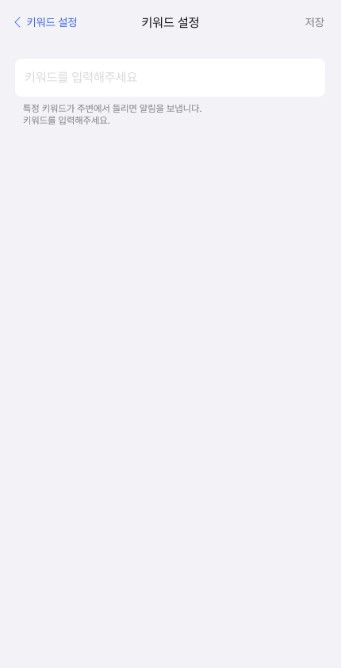 키워드 설정
키워드 설정
저장
키워드를 입력해주세요
특정 키워드가 주변에서 들리면 알림을 보냅니다.
키워드를 입력해주세요.